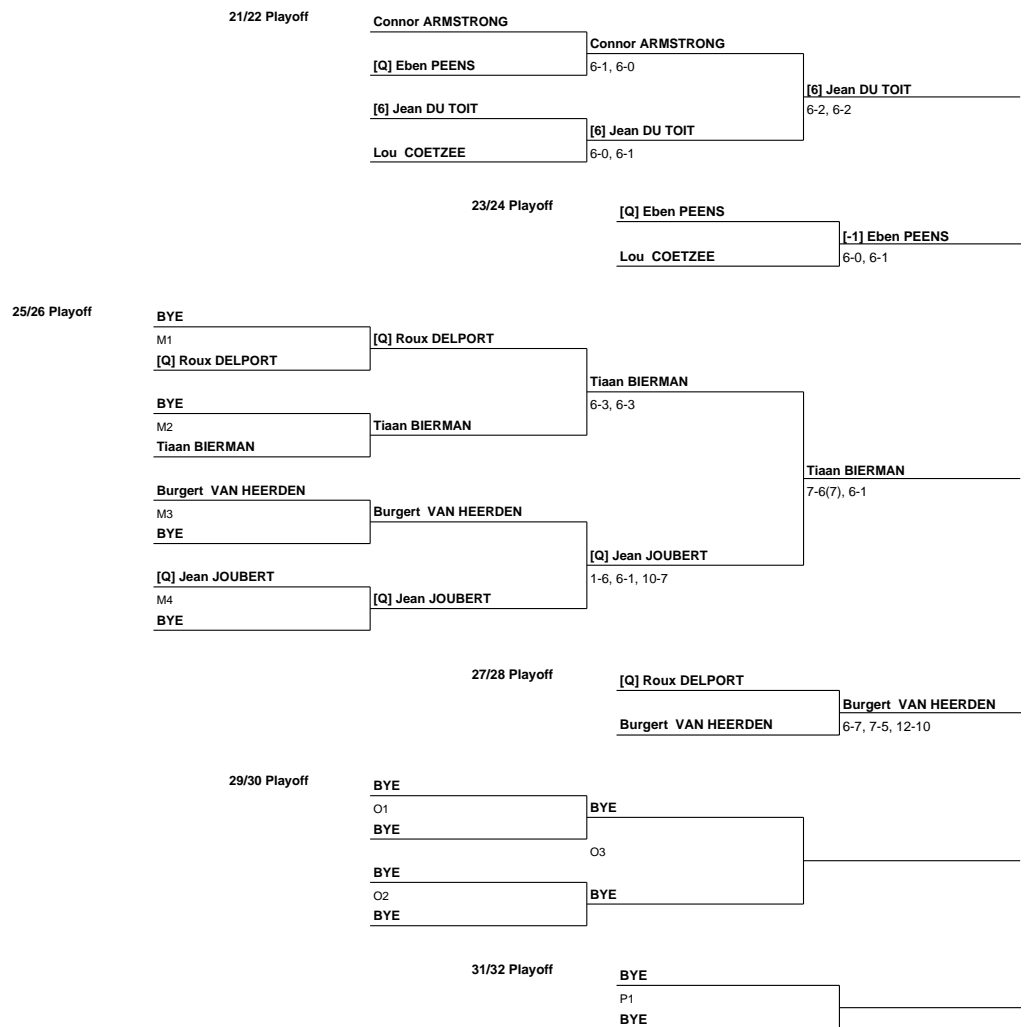 21/22 Playoff
Connor ARMSTRONG
Connor ARMSTRONG
[Q] Eben PEENS
6-1, 6-0
[6] Jean DU TOIT
6-2, 6-2
[6] Jean DU TOIT
[6] Jean DU TOIT
Lou COETZEE
6-0, 6-1
23/24 Playoff
[Q] Eben PEENS
[-1] Eben PEENS
Lou COETZEE
6-0, 6-1
25/26 Playoff
BYE
M1
[Q] Roux DELPORT
[Q] Roux DELPORT
Tiaan BIERMAN
6-3, 6-3
BYE
M2
Tiaan BIERMAN
Tiaan BIERMAN
Tiaan BIERMAN
7-6(7), 6-1
Burgert VAN HEERDEN
M3
Burgert VAN HEERDEN
BYE
[Q] Jean JOUBERT
1-6, 6-1, 10-7
[Q] Jean JOUBERT
M4
[Q] Jean JOUBERT
BYE
27/28 Playoff
[Q] Roux DELPORT
Burgert VAN HEERDEN
Burgert VAN HEERDEN
6-7, 7-5, 12-10
29/30 Playoff
BYE
O1
BYE
BYE
O3
BYE
O2
BYE
BYE
31/32 Playoff
BYE
P1
BYE